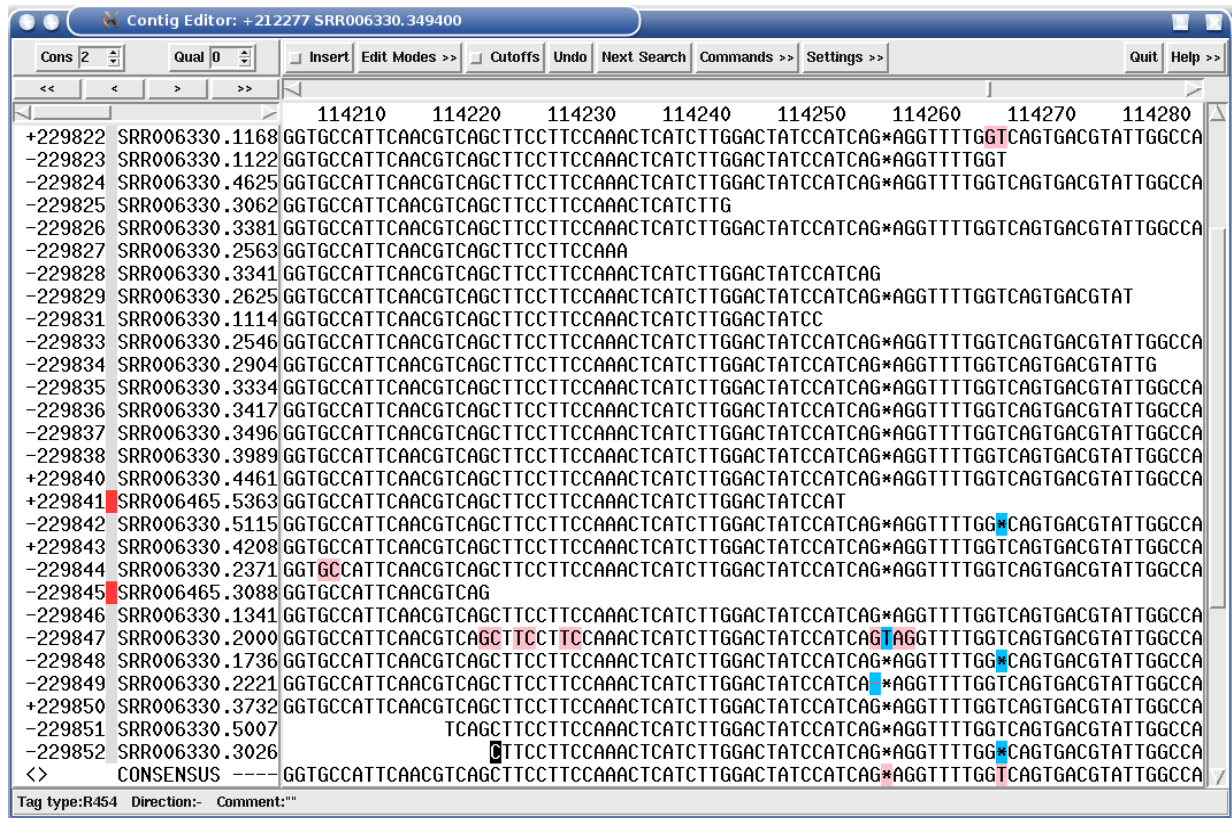 Contig Editor: +212277 SRR006330.349400
Cons 2 Qual 0 Insert Edit Modes >> Cutoffs Undo Next Search Commands >> Settings >> Quit Help >>
<< < > >>
114210 114220 114230 114240 114250 114260 114270 114280
+229822 SRR006330.1168 GGTGCCATTCAACGTCAGCTTCCTTCCAAACTCATCTTGGACTATCCATCAG*AGGTTTTGGTCAGTGACGTATTGGCCA
-229823 SRR006330.1122 GGTGCCATTCAACGTCAGCTTCCTTCCAAACTCATCTTGGACTATCCATCAG*AGGTTTTGGT
-229824 SRR006330.4625 GGTGCCATTCAACGTCAGCTTCCTTCCAAACTCATCTTGGACTATCCATCAG*AGGTTTTGGTCAGTGACGTATTGGCCA
-229825 SRR006330.3062 GGTGCCATTCAACGTCAGCTTCCTTCCAAACTCATCTTG
-229826 SRR006330.3381 GGTGCCATTCAACGTCAGCTTCCTTCCAAACTCATCTTGGACTATCCATCAG*AGGTTTTGGTCAGTGACGTATTGGCCA
-229827 SRR006330.2563 GGTGCCATTCAACGTCAGCTTCCTTCCAAA
-229828 SRR006330.3341 GGTGCCATTCAACGTCAGCTTCCTTCCAAACTCATCTTGGACTATCCATCAG
-229829 SRR006330.2625 GGTGCCATTCAACGTCAGCTTCCTTCCAAACTCATCTTGGACTATCCATCAG*AGGTTTTGGTCAGTGACGTAT
-229831 SRR006330.1114 GGTGCCATTCAACGTCAGCTTCCTTCCAAACTCATCTTGGACTATCC
-229833 SRR006330.2546 GGTGCCATTCAACGTCAGCTTCCTTCCAAACTCATCTTGGACTATCCATCAG*AGGTTTTGGTCAGTGACGTATTGGCCA
-229834 SRR006330.2904 GGTGCCATTCAACGTCAGCTTCCTTCCAAACTCATCTTGGACTATCCATCAG*AGGTTTTGGTCAGTGACGTATTG
-229835 SRR006330.3334 GGTGCCATTCAACGTCAGCTTCCTTCCAAACTCATCTTGGACTATCCATCAG*AGGTTTTGGTCAGTGACGTATTGGCCA
-229836 SRR006330.3417 GGTGCCATTCAACGTCAGCTTCCTTCCAAACTCATCTTGGACTATCCATCAG*AGGTTTTGGTCAGTGACGTATTGGCCA
-229837 SRR006330.3496 GGTGCCATTCAACGTCAGCTTCCTTCCAAACTCATCTTGGACTATCCATCAG*AGGTTTTGGTCAGTGACGTATTGGCCA
-229838 SRR006330.3989 GGTGCCATTCAACGTCAGCTTCCTTCCAAACTCATCTTGGACTATCCATCAG*AGGTTTTGGTCAGTGACGTATTGGCCA
+229840 SRR006330.4461 GGTGCCATTCAACGTCAGCTTCCTTCCAAACTCATCTTGGACTATCCATCAG*AGGTTTTGGTCAGTGACGTATTGGCCA
+229841 SRR006465.5363 GGTGCCATTCAACGTCAGCTTCCTTCCAAACTCATCTTGGACTATCCAT
-229842 SRR006330.5115 GGTGCCATTCAACGTCAGCTTCCTTCCAAACTCATCTTGGACTATCCATCAG*AGGTTTTGG*CAGTGACGTATTGGCCA
+229843 SRR006330.4208 GGTGCCATTCAACGTCAGCTTCCTTCCAAACTCATCTTGGACTATCCATCAG*AGGTTTTGGTCAGTGACGTATTGGCCA
-229844 SRR006330.2371 GGTGCCATTCAACGTCAGCTTCCTTCCAAACTCATCTTGGACTATCCATCAG*AGGTTTTGGTCAGTGACGTATTGGCCA
-229845 SRR006465.3088 GGTGCCATTCAACGTCAG
-229846 SRR006330.1341 GGTGCCATTCAACGTCAGCTTCCTTCCAAACTCATCTTGGACTATCCATCAG*AGGTTTTGGTCAGTGACGTATTGGCCA
-229847 SRR006330.2000 GGTGCCATTCAACGTCAGCTTCCTTCCAAACTCATCTTGGACTATCCATCAGTAGGTTTTGGTCAGTGACGTATTGGCCA
-229848 SRR006330.1736 GGTGCCATTCAACGTCAGCTTCCTTCCAAACTCATCTTGGACTATCCATCAG*AGGTTTTGG*CAGTGACGTATTGGCCA
-229849 SRR006330.2221 GGTGCCATTCAACGTCAGCTTCCTTCCAAACTCATCTTGGACTATCCATCA-*AGGTTTTGGTCAGTGACGTATTGGCCA
+229850 SRR006330.3732 GGTGCCATTCAACGTCAGCTTCCTTCCAAACTCATCTTGGACTATCCATCAG*AGGTTTTGGTCAGTGACGTATTGGCCA
-229851 SRR006330.5007 TCAGCTTCCTTCCAAACTCATCTTGGACTATCCATCAG*AGGTTTTGGTCAGTGACGTATTGGCCA
-229852 SRR006330.3026 CTTCCTTCCAAACTCATCTTGGACTATCCATCAG*AGGTTTTGG*CAGTGACGTATTGGCCA
<> CONSENSUS ---- GGTGCCATTCAACGTCAGCTTCCTTCCAAACTCATCTTGGACTATCCATCAG*AGGTTTTGGTCAGTGACGTATTGGCCA
Tag type:R454 Direction:- Comment:""